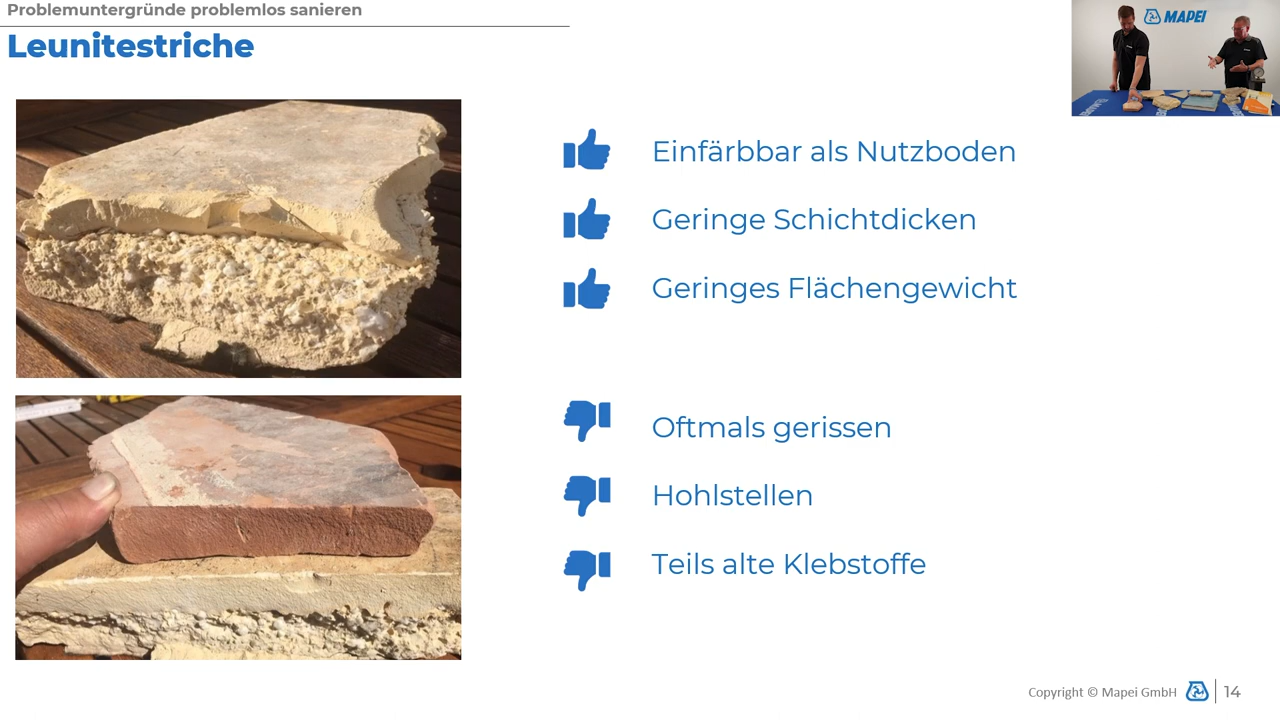 Problemuntergründe problemlos sanieren
Leunitestriche
MAPEI
Einfärbbar als Nutzboden
Geringe Schichtdicken
Geringes Flächengewicht
Oftmals gerissen
Hohlstellen
Teils alte Klebstoffe
Copyright © Mapei GmbH
14